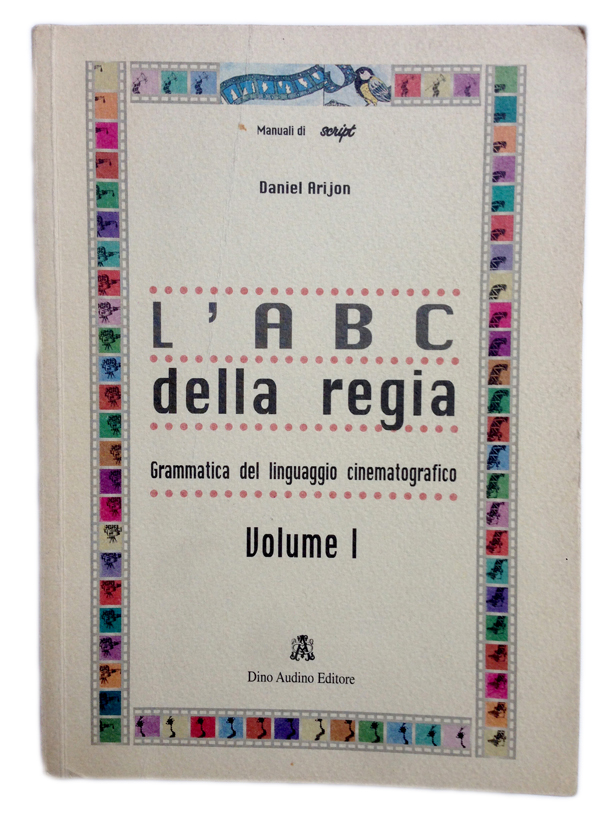 Manuali di script
Daniel Arijon
L'ABC
della regia
Grammatica del linguaggio cinematografico
Volume I
Dino Audino Editore